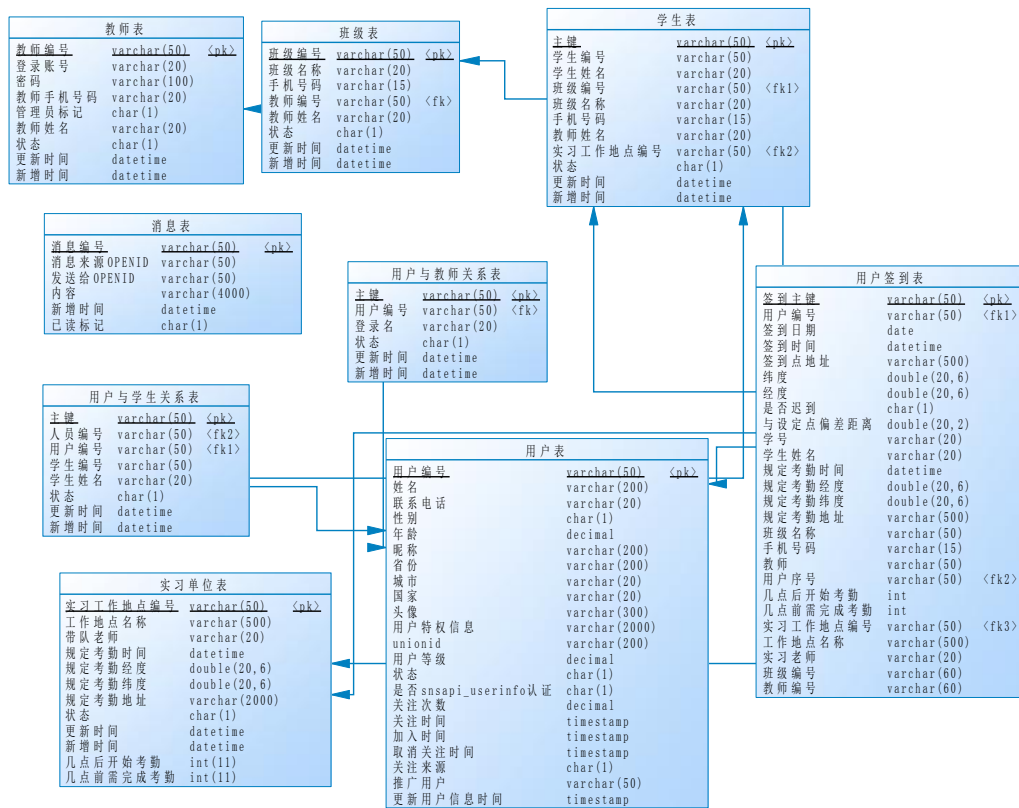 教师表
教师编号 varchar(50) <pk>
登录账号 varchar(20)
密码 varchar(100)
教师手机号码 varchar(20)
管理员标记 char(1)
教师姓名 varchar(20)
状态 char(1)
更新时间 datetime
新增时间 datetime
班级表
班级编号 varchar(50) <pk>
班级名称 varchar(20)
手机号码 varchar(15)
教师编号 varchar(50) <fk>
教师姓名 varchar(20)
状态 char(1)
更新时间 datetime
新增时间 datetime
学生表
主键 varchar(50) <pk>
学生编号 varchar(50)
学生姓名 varchar(20)
班级编号 varchar(50) <fk1>
班级名称 varchar(20)
手机号码 varchar(15)
教师姓名 varchar(20)
实习工作地点编号 varchar(50) <fk2>
状态 char(1)
更新时间 datetime
新增时间 datetime
消息表
消息编号 varchar(50) <pk>
消息来源OPENID varchar(50)
发送给OPENID varchar(50)
内容 varchar(4000)
新增时间 datetime
已读标记 char(1)
用户与教师关系表
主键 varchar(50) <pk>
用户编号 varchar(50) <fk>
登录名 varchar(20)
状态 char(1)
更新时间 datetime
新增时间 datetime
用户签到表
签到主键 varchar(50) <pk>
用户编号 varchar(50) <fk1>
签到日期 date
签到时间 datetime
签到点地址 varchar(500)
纬度 double(20,6)
经度 double(20,6)
是否迟到 char(1)
与设定点偏差距离 double(20,2)
学号 varchar(20)
学生姓名 varchar(20)
规定考勤时间 datetime
规定考勤经度 double(20,6)
规定考勤纬度 double(20,6)
规定考勤地址 varchar(500)
班级名称 varchar(50)
手机号码 varchar(15)
教师 varchar(50)
用户序号 varchar(50) <fk2>
几点后开始考勤 int
几点前需完成考勤 int
实习工作地点编号 varchar(50) <fk3>
工作地点名称 varchar(500)
实习老师 varchar(20)
班级编号 varchar(60)
教师编号 varchar(60)
用户与学生关系表
主键 varchar(50) <pk>
人员编号 varchar(50) <fk2>
用户编号 varchar(50) <fk1>
学生编号 varchar(50)
学生姓名 varchar(20)
状态 char(1)
更新时间 datetime
新增时间 datetime
用户表
用户编号 varchar(50) <pk>
姓名 varchar(200)
联系电话 varchar(20)
性别 char(1)
年龄 decimal
昵称 varchar(200)
省份 varchar(200)
城市 varchar(20)
国家 varchar(20)
头像 varchar(300)
用户特权信息 varchar(2000)
unionid varchar(200)
用户等级 decimal
状态 char(1)
是否snsapi_userinfo认证 char(1)
关注次数 decimal
关注时间 timestamp
加入时间 timestamp
取消关注时间 timestamp
关注来源 char(1)
推广用户 varchar(50)
更新用户信息时间 timestamp
实习单位表
实习工作地点编号 varchar(50) <pk>
工作地点名称 varchar(500)
带队老师 varchar(20)
规定考勤时间 datetime
规定考勤经度 double(20,6)
规定考勤纬度 double(20,6)
规定考勤地址 varchar(2000)
状态 char(1)
更新时间 datetime
新增时间 datetime
几点后开始考勤 int(11)
几点前需完成考勤 int(11)